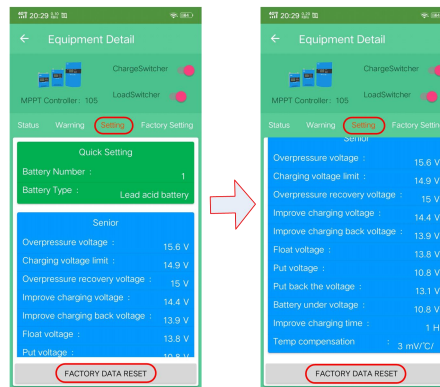 20:29
Equipment Detail
ChargeSwitcher
MPPT Controller: 105
LoadSwitcher
Status Warning Setting Factory Setting
Quick Setting
Battery Number : 1
Battery Type : Lead acid battery
Senior
Overpressure voltage : 15.6 V
Charging voltage limit : 14.9 V
Overpressure recovery voltage : 15 V
Improve charging voltage : 14.4 V
Improve charging back voltage : 13.9 V
Float voltage : 13.8 V
Put voltage : 10.8 V
FACTORY DATA RESET
20:29
Equipment Detail
ChargeSwitcher
MPPT Controller: 105
LoadSwitcher
Status Warning Setting Factory Setting
Senior
Overpressure voltage : 15.6 V
Charging voltage limit : 14.9 V
Overpressure recovery voltage : 15 V
Improve charging voltage : 14.4 V
Improve charging back voltage : 13.9 V
Float voltage : 13.8 V
Put voltage : 10.8 V
Put back the voltage : 13.1 V
Battery under voltage : 10.8 V
Improve charging time : 1 H
Temp compensation : 3 mV/℃/
FACTORY DATA RESET